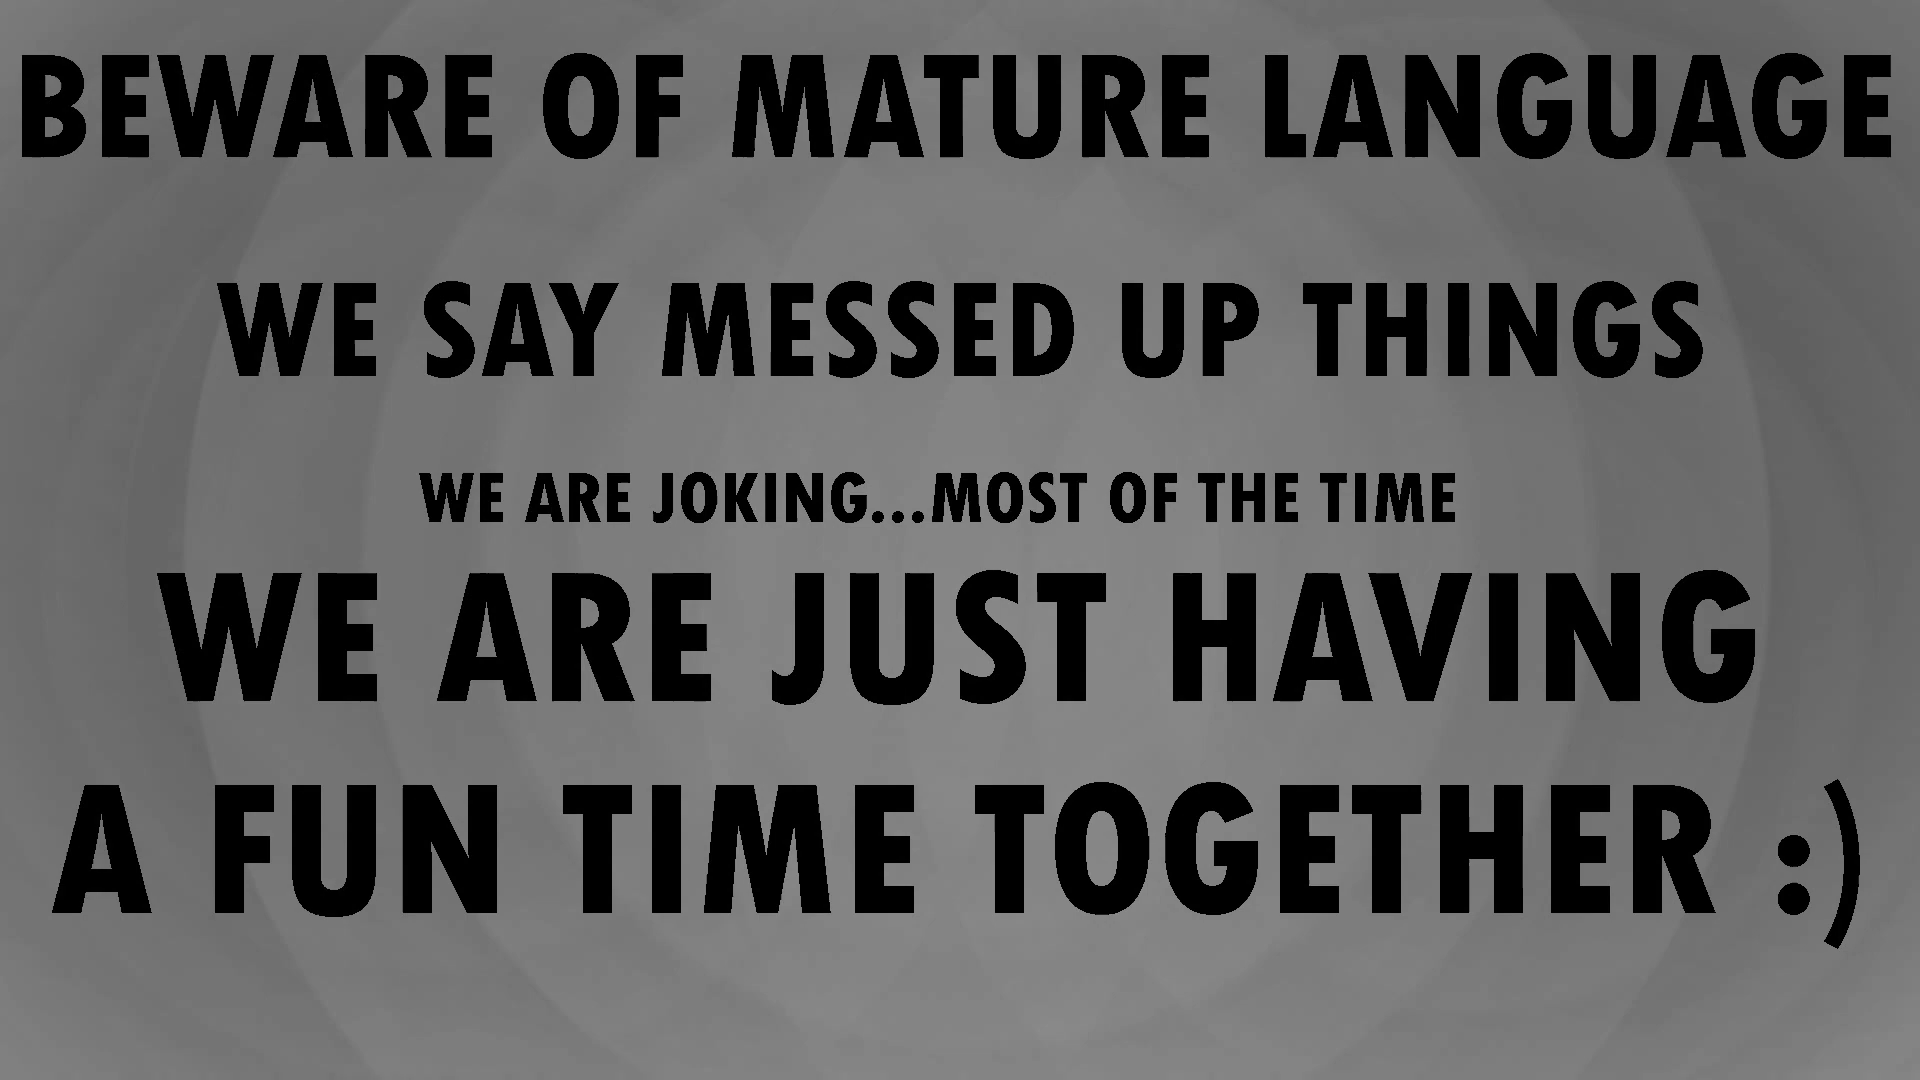 BEWARE OF MATURE LANGUAGE
WE SAY MESSED UP THINGS
WE ARE JOKING...MOST OF THE TIME
WE ARE JUST HAVING
A FUN TIME TOGETHER :)